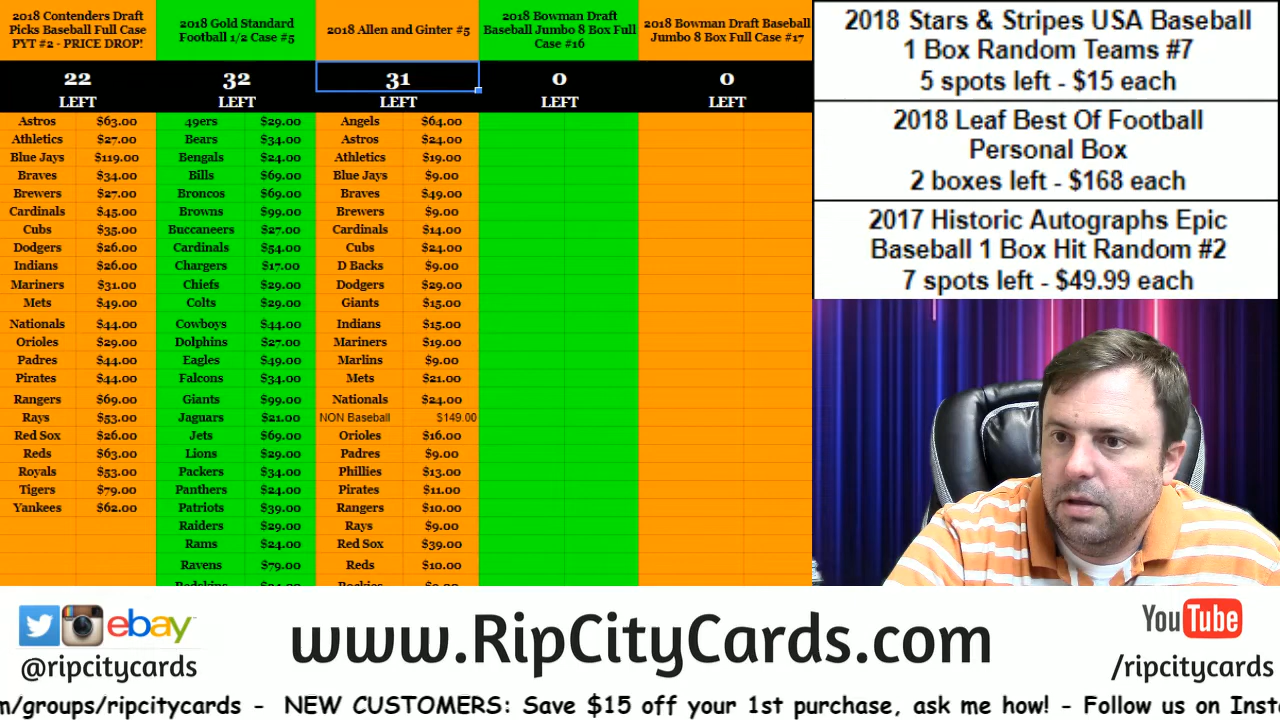 2018 Contenders Draft
Picks Baseball Full Case
PYT #2 - PRICE DROP!
22
LEFT
Astros $63.00
Athletics $27.00
Blue Jays $119.00
Braves $34.00
Brewers $27.00
Cardinals $45.00
Cubs $35.00
Dodgers $26.00
Indians $26.00
Mariners $31.00
Mets $49.00
Nationals $44.00
Orioles $29.00
Padres $44.00
Pirates $44.00
Rangers $69.00
Rays $53.00
Red Sox $26.00
Reds $63.00
Royals $53.00
Tigers $79.00
Yankees $62.00
2018 Gold Standard
Football 1/2 Case #5
32
LEFT
49ers $29.00
Bears $34.00
Bengals $24.00
Bills $69.00
Broncos $69.00
Browns $99.00
Buccaneers $27.00
Cardinals $54.00
Chargers $17.00
Chiefs $29.00
Colts $29.00
Cowboys $44.00
Dolphins $27.00
Eagles $49.00
Falcons $34.00
Giants $99.00
Jaguars $21.00
Jets $69.00
Lions $29.00
Packers $34.00
Panthers $24.00
Patriots $39.00
Raiders $29.00
Rams $24.00
Ravens $79.00
2018 Allen and Ginter #5
31
LEFT
Angels $64.00
Astros $24.00
Athletics $19.00
Blue Jays $9.00
Braves $49.00
Brewers $9.00
Cardinals $14.00
Cubs $24.00
D Backs $9.00
Dodgers $29.00
Giants $15.00
Indians $15.00
Mariners $19.00
Marlins $9.00
Mets $21.00
Nationals $24.00
NON Baseball $149.00
Orioles $16.00
Padres $9.00
Phillies $13.00
Pirates $11.00
Rangers $10.00
Rays $9.00
Red Sox $39.00
Reds $10.00
2018 Bowman Draft
Baseball Jumbo 8 Box Full
Case #16
0
LEFT
2018 Bowman Draft Baseball
Jumbo 8 Box Full Case #17
0
LEFT
2018 Stars & Stripes USA Baseball
1 Box Random Teams #7
5 spots left - $15 each
2018 Leaf Best Of Football
Personal Box
2 boxes left - $168 each
2017 Historic Autographs Epic
Baseball 1 Box Hit Random #2
7 spots left - $49.99 each
ebay
@ripcitycards
www.RipCityCards.com
YouTube
/ripcitycards
m/groups/ripcitycards - NEW CUSTOMERS: Save $15 off your 1st purchase, ask me how! - Follow us on Inst